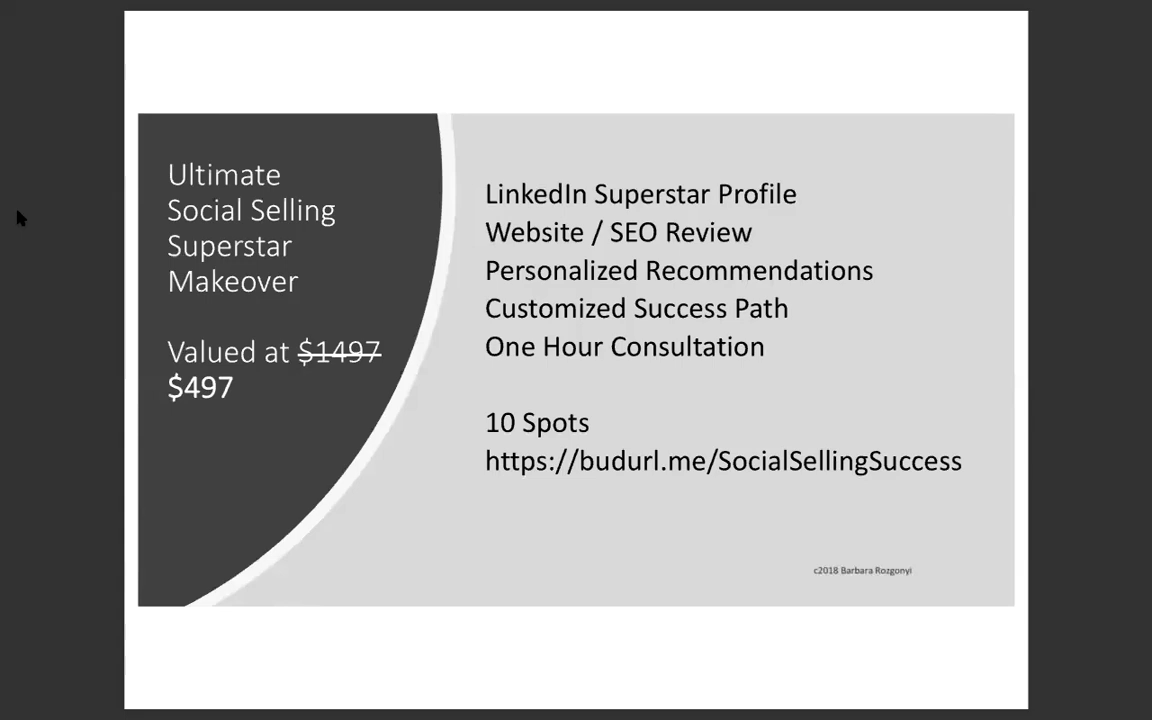 Ultimate
Social Selling
Superstar
Makeover
Valued at $1497
$497
LinkedIn Superstar Profile
Website / SEO Review
Personalized Recommendations
Customized Success Path
One Hour Consultation
10 Spots
https://budurl.me/SocialSellingSuccess
c2018 Barbara Rozgonyi